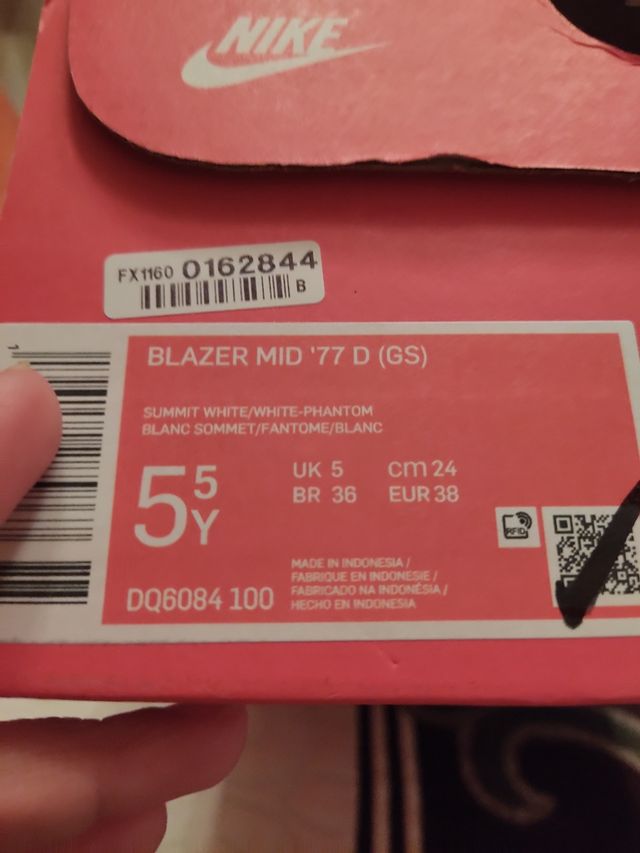 NIKE
FX1160 0162844
B
BLAZER MID '77 D (GS)
SUMMIT WHITE/WHITE-PHANTOM
BLANC SOMMET/FANTOME/BLANC
5 5 Y
UK 5 cm 24
BR 36 EUR 38
RFID
DQ6084 100
MADE IN INDONESIA /
FABRIQUE EN INDONESIE /
FABRICADO NA INDONÉSIA /
HECHO EN INDONESIA
1